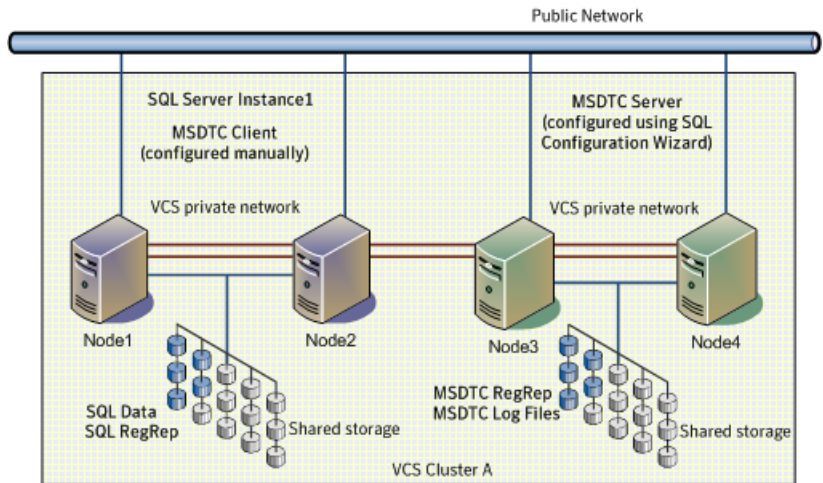 Public Network
SQL Server Instance1
MSDTC Client
(configured manually)
MSDTC Server
(configured using SQL
Configuration Wizard)
VCS private network
VCS private network
Node1
Node2
Node3
Node4
SQL Data
SQL RegRep
Shared storage
MSDTC RegRep
MSDTC Log Files
Shared storage
VCS Cluster A